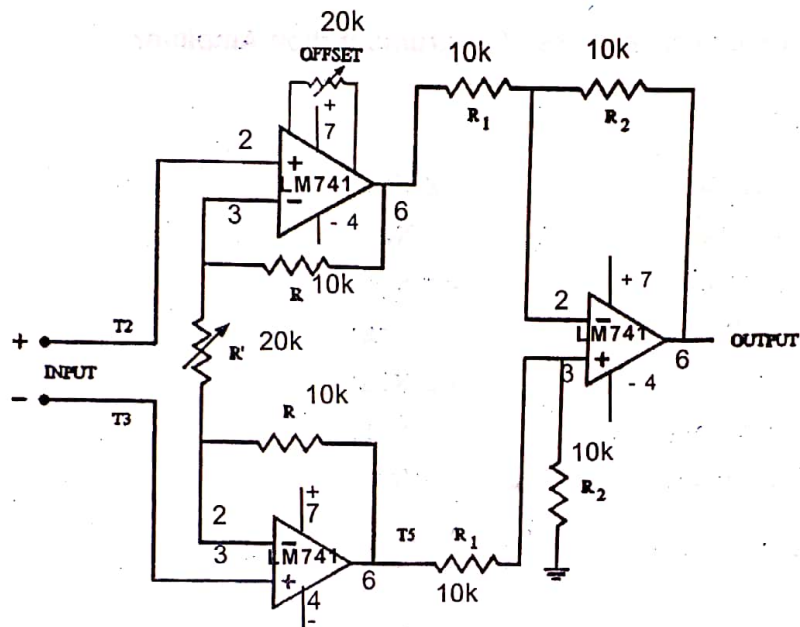 20k
OFFSET
10k
10k
+
7
R1
R2
2
+
LM741
3
-
- 4
6
R
10k
+
T2
R'
20k
INPUT
-
T3
2
+ 7
-
LM741
+
3
6
OUTPUT
- 4
R
10k
10k
R2
+
7
2
3
-
LM741
+
6
4
-
T5
R1
10k